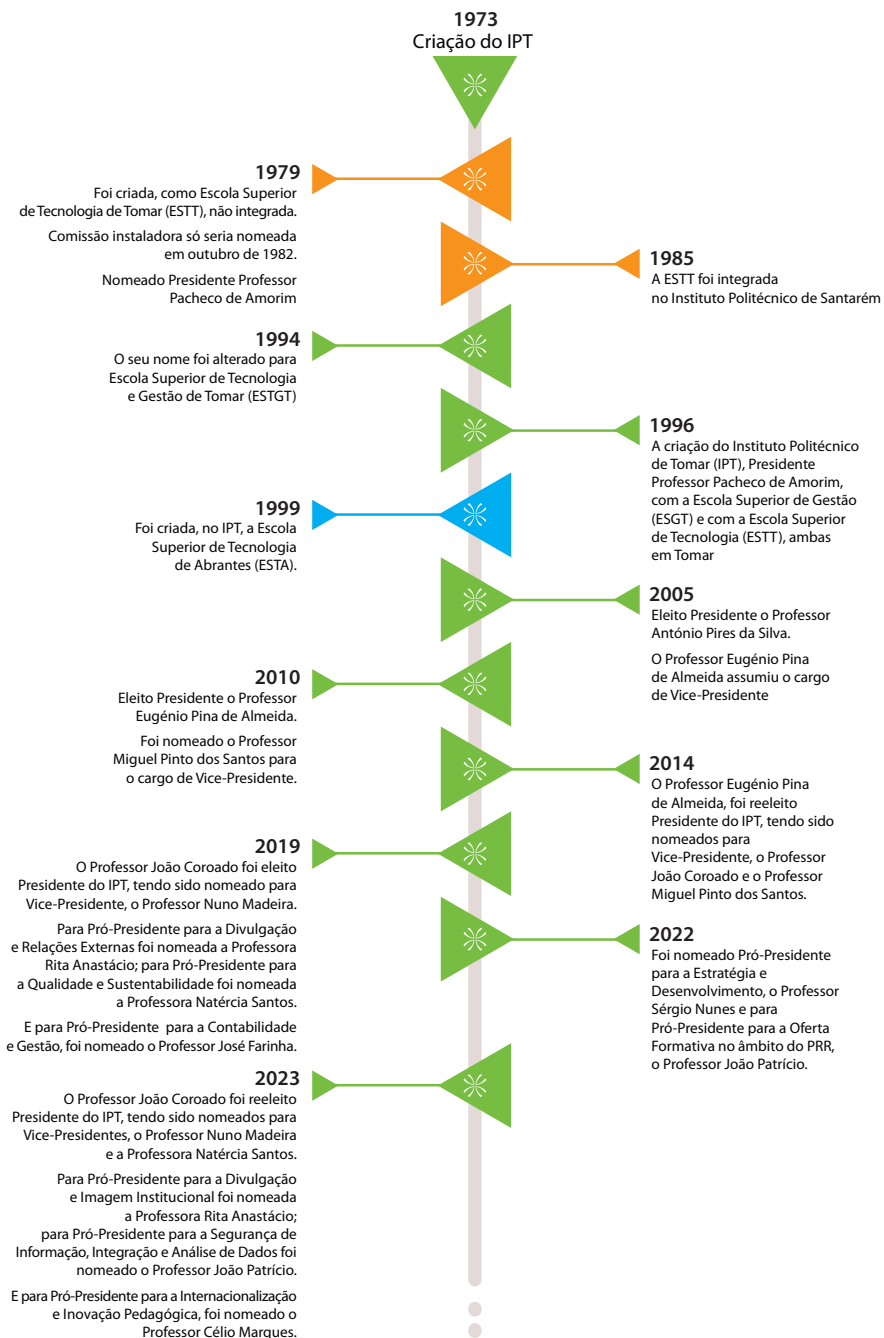 1973
Criação do IPT
1979
Foi criada, como Escola Superior
de Tecnologia de Tomar (ESTT), não integrada.
Comissão instaladora só seria nomeada
em outubro de 1982.
Nomeado Presidente Professor
Pacheco de Amorim
1985
A ESTT foi integrada
no Instituto Politécnico de Santarém
1994
O seu nome foi alterado para
Escola Superior de Tecnologia
e Gestão de Tomar (ESTGT)
1996
A criação do Instituto Politécnico
de Tomar (IPT), Presidente
Professor Pacheco de Amorim,
com a Escola Superior de Gestão
(ESGT) e com a Escola Superior
de Tecnologia (ESTT), ambas
em Tomar
1999
Foi criada, no IPT, a Escola
Superior de Tecnologia
de Abrantes (ESTA).
2005
Eleito Presidente o Professor
António Pires da Silva.
O Professor Eugénio Pina
de Almeida assumiu o cargo
de Vice-Presidente
2010
Eleito Presidente o Professor
Eugénio Pina de Almeida.
Foi nomeado o Professor
Miguel Pinto dos Santos para
o cargo de Vice-Presidente.
2014
O Professor Eugénio Pina
de Almeida, foi reeleito
Presidente do IPT, tendo sido
nomeados para
Vice-Presidente, o Professor
João Coroado e o Professor
Miguel Pinto dos Santos.
2019
O Professor João Coroado foi eleito
Presidente do IPT, tendo sido nomeado para
Vice-Presidente, o Professor Nuno Madeira.
Para Pró-Presidente para a Divulgação
e Relações Externas foi nomeada a Professora
Rita Anastácio; para Pró-Presidente para
a Qualidade e Sustentabilidade foi nomeada
a Professora Natércia Santos.
E para Pró-Presidente para a Contabilidade
e Gestão, foi nomeado o Professor José Farinha.
2022
Foi nomeado Pró-Presidente
para a Estratégia e
Desenvolvimento, o Professor
Sérgio Nunes e para
Pró-Presidente para a Oferta
Formativa no âmbito do PRR,
o Professor João Patrício.
2023
O Professor João Coroado foi reeleito
Presidente do IPT, tendo sido nomeados para
Vice-Presidentes, o Professor Nuno Madeira
e a Professora Natércia Santos.
Para Pró-Presidente para a Divulgação
e Imagem Institucional foi nomeada
a Professora Rita Anastácio;
para Pró-Presidente para a Segurança de
Informação, Integração e Análise de Dados foi
nomeado o Professor João Patrício.
E para Pró-Presidente para a Internacionalização
e Inovação Pedagógica, foi nomeado o
Professor Célio Marques.